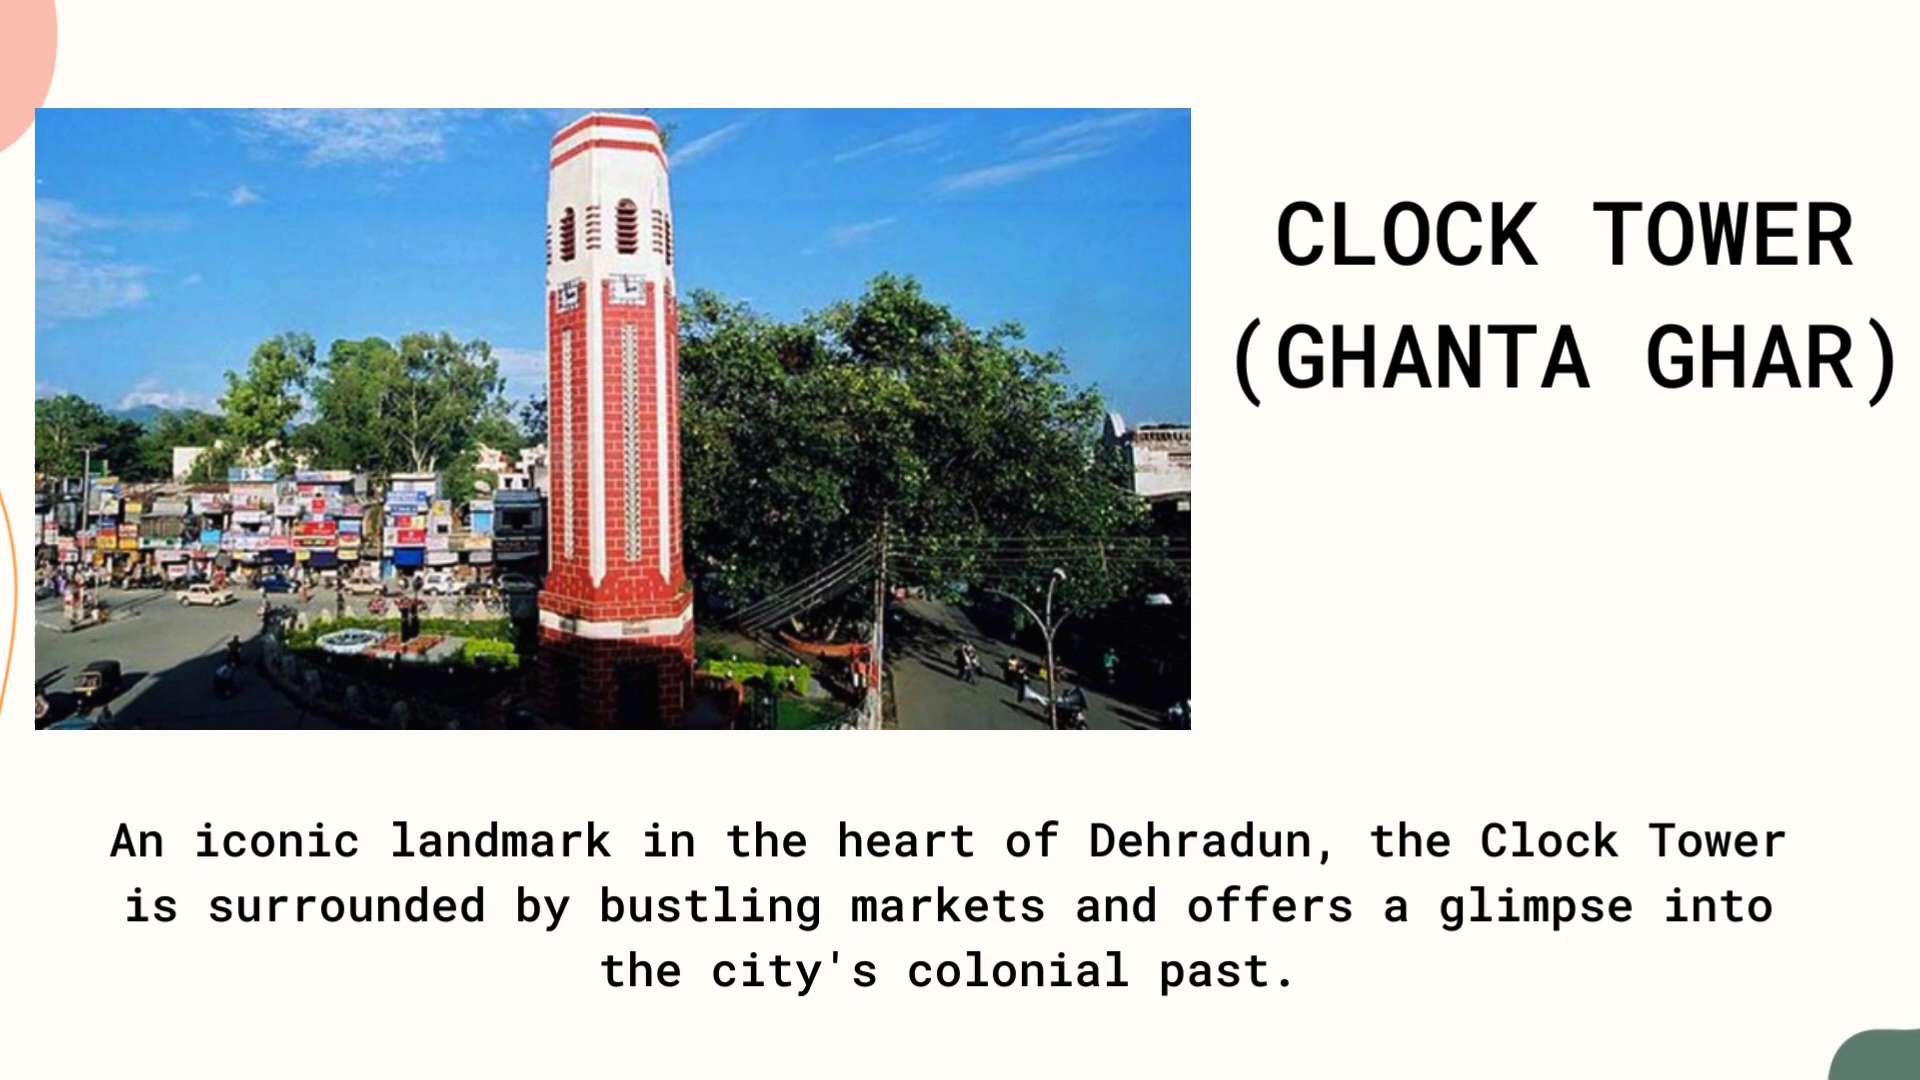 CLOCK TOWER
(GHANTA GHAR)
An iconic landmark in the heart of Dehradun, the Clock Tower
is surrounded by bustling markets and offers a glimpse into
the city's colonial past.